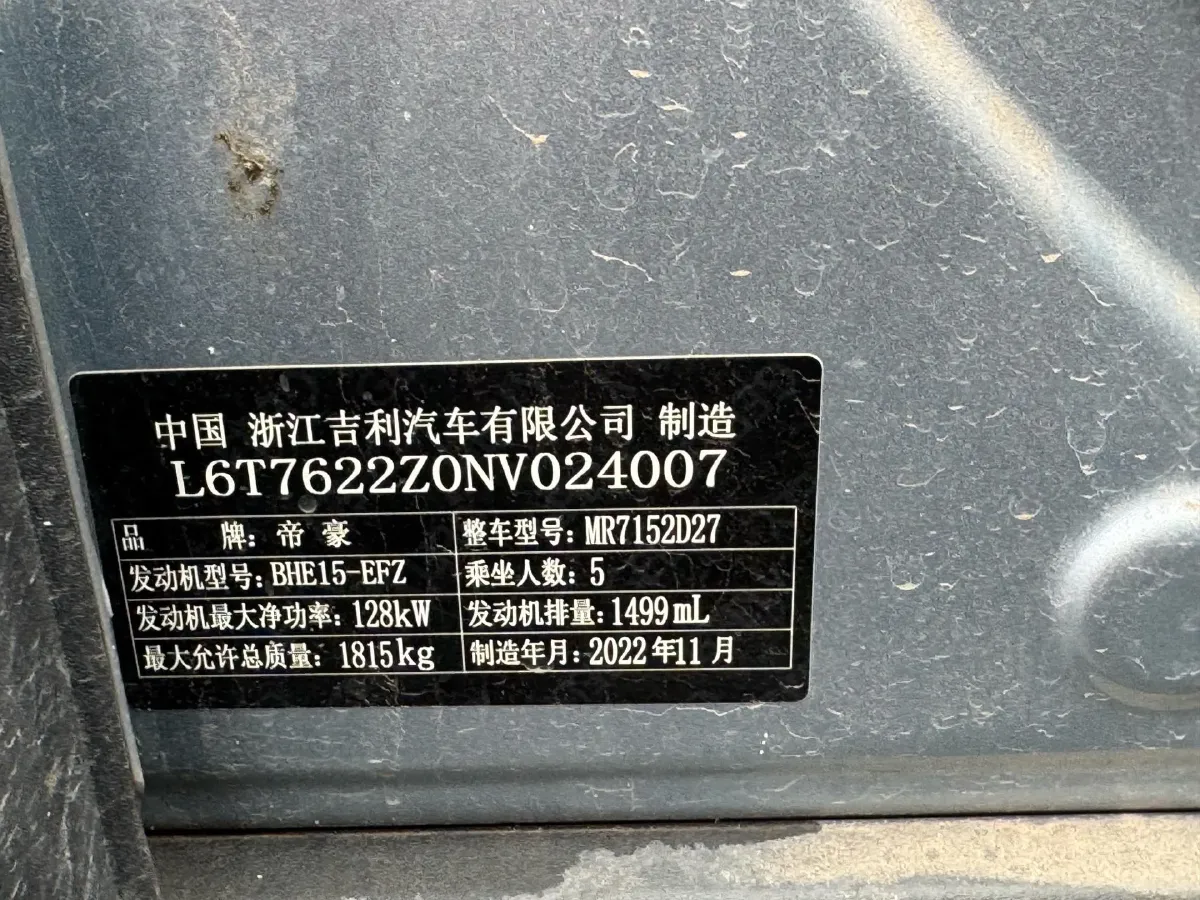 中国 浙江吉利汽车有限公司 制造
L6T7622Z0NV024007
品 牌: 帝豪 整车型号: MR7152D27
发动机型号: BHE15-EFZ 乘坐人数: 5
发动机最大净功率: 128kW 发动机排量: 1499mL
最大允许总质量: 1815kg 制造年月: 2022年11月